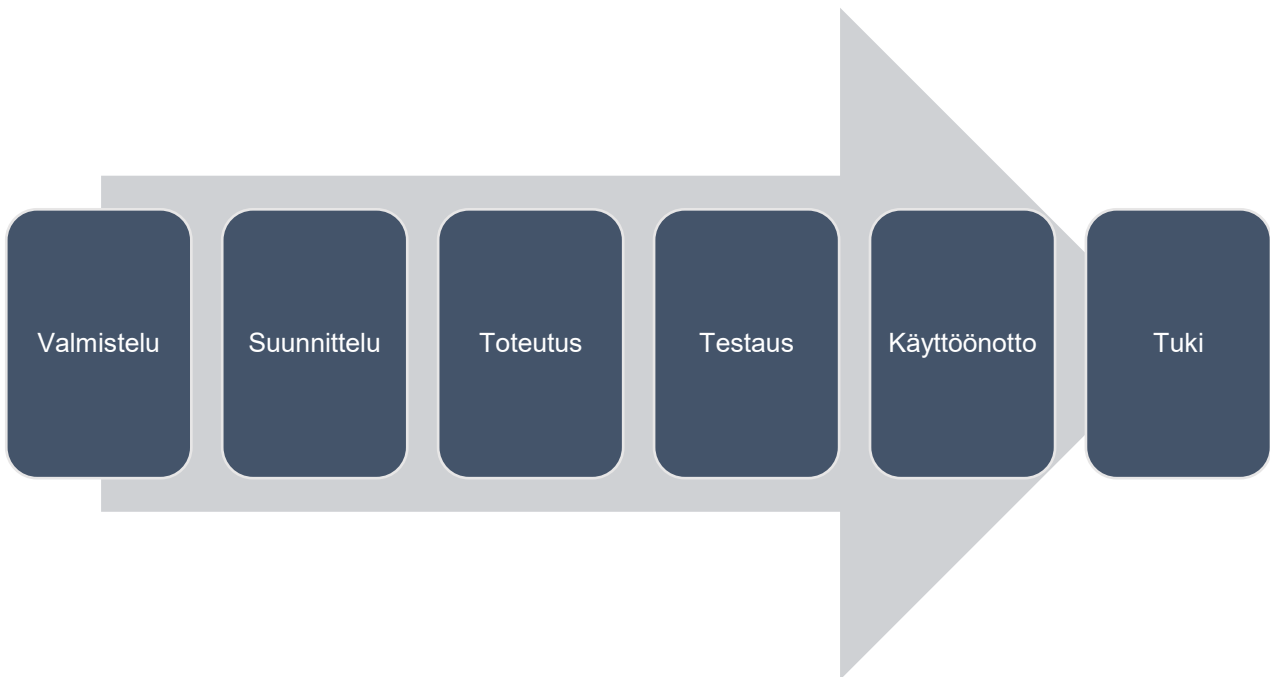 Valmistelu
Suunnittelu
Toteutus
Testaus
Käyttöönotto
Tuki